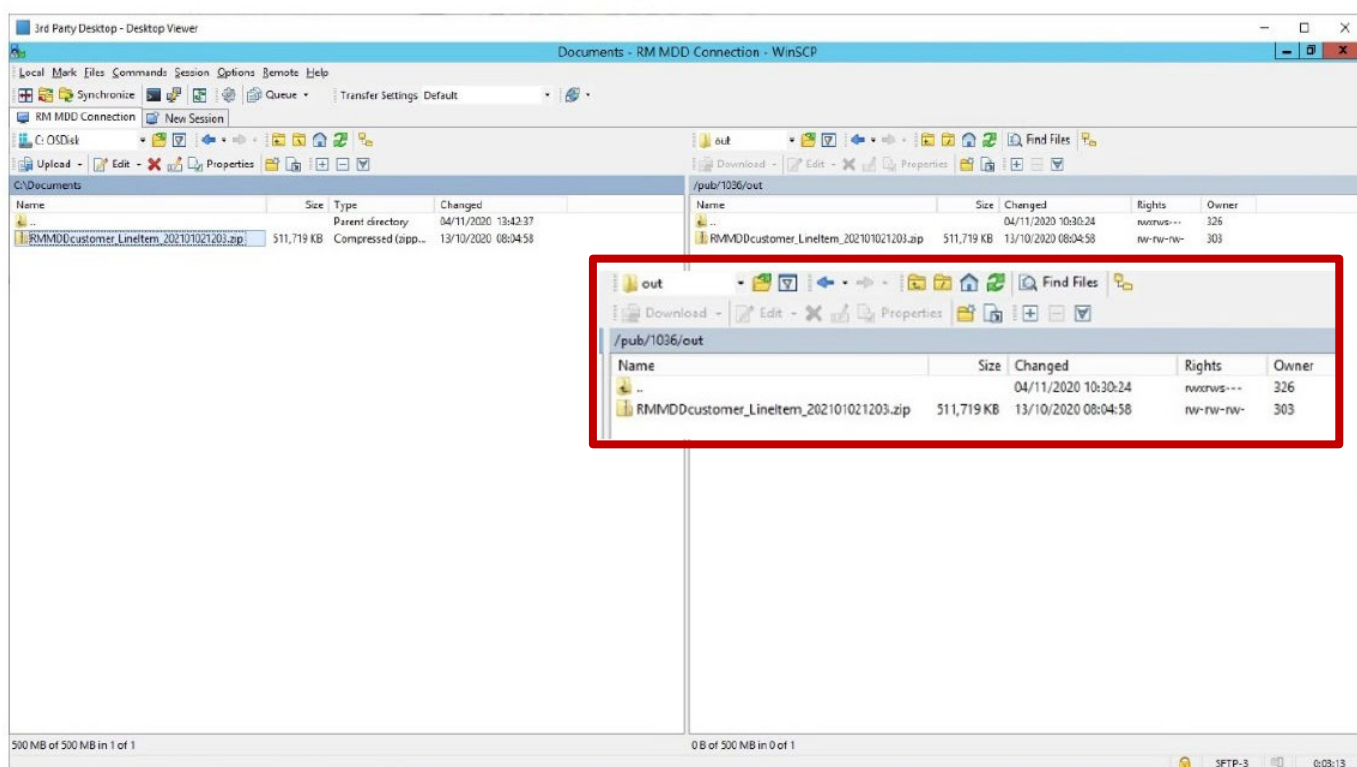 3rd Party Desktop - Desktop Viewer
Documents - RM MDD Connection - WinSCP
Local Mark Files Commands Session Options Remote Help
Synchronize Queue Transfer Settings Default
RM MDD Connection New Session
C: OSDisk
Upload Edit Properties
C:\Documents
Name Size Type Changed
.. Parent directory 04/11/2020 13:42:37
RMMDDcustomer_LineItem_202101021203.zip 511,719 KB Compressed (zipp... 13/10/2020 08:04:58
500 MB of 500 MB in 1 of 1
out Find Files
Download Edit Properties
/pub/1036/out
Name Size Changed Rights Owner
.. 04/11/2020 10:30:24 rwxrws--- 326
RMMDDcustomer_LineItem_202101021203.zip 511,719 KB 13/10/2020 08:04:58 rw-rw-rw- 303
out Find Files
Download Edit Properties
/pub/1036/out
Name Size Changed Rights Owner
.. 04/11/2020 10:30:24 rwxrws--- 326
RMMDDcustomer_LineItem_202101021203.zip 511,719 KB 13/10/2020 08:04:58 rw-rw-rw- 303
0 B of 500 MB in 0 of 1
SFTP-3 0:03:13